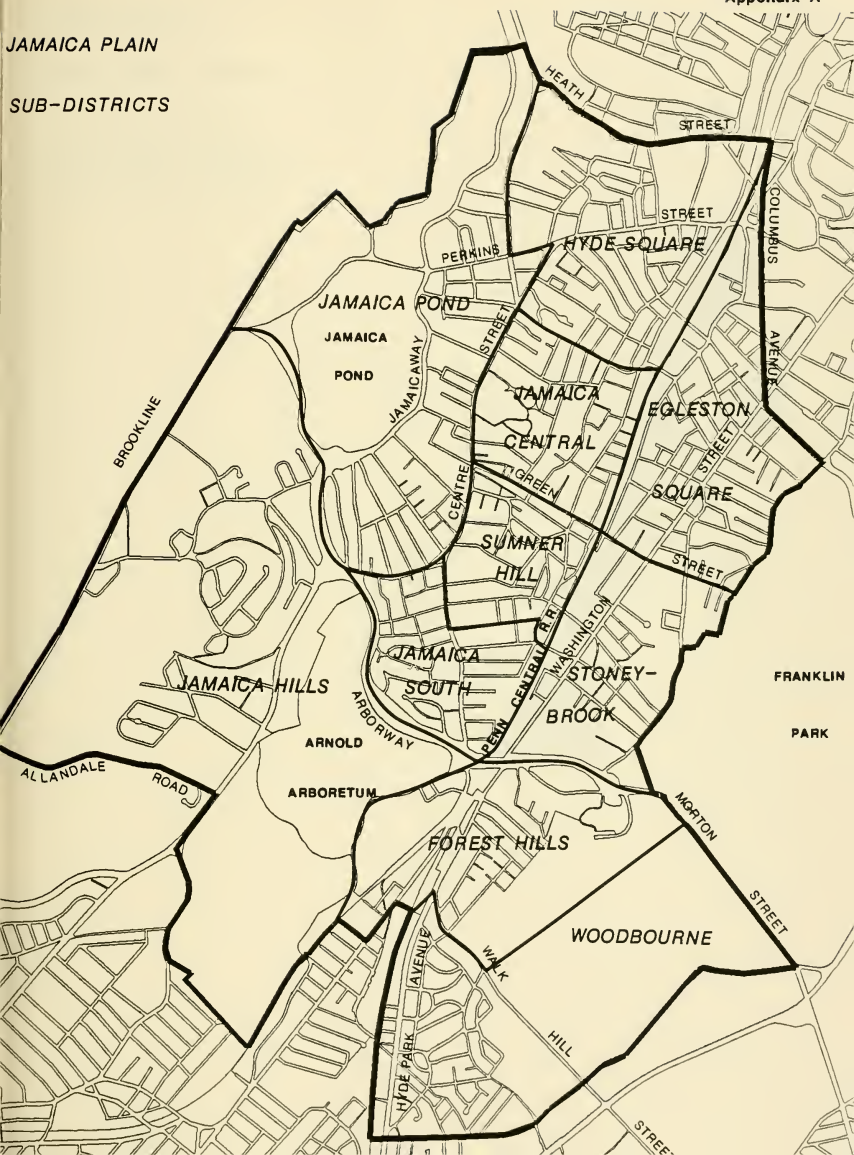 Appendix A
JAMAICA PLAIN
SUB-DISTRICTS
HEATH
STREET
COLUMBUS
AVENUE
STREET
HYDE SQUARE
PERKINS
JAMAICA POND
JAMAICA
POND
STREET
JAMAICAWAY
JAMAICA
CENTRAL
EGLESTON
SQUARE
STREET
BROOKLINE
CENTRE
GREEN
STREET
SUMNER
HILL
PENN CENTRAL R.R.
WASHINGTON
JAMAICA
SOUTH
STONEY-
BROOK
JAMAICA HILLS
ARBORWAY
FRANKLIN
PARK
ARNOLD
ARBORETUM
ALLANDALE
ROAD
MORTON
STREET
FOREST HILLS
WOODBOURNE
WALK
HILL
STREET
HYDE PARK
AVENUE